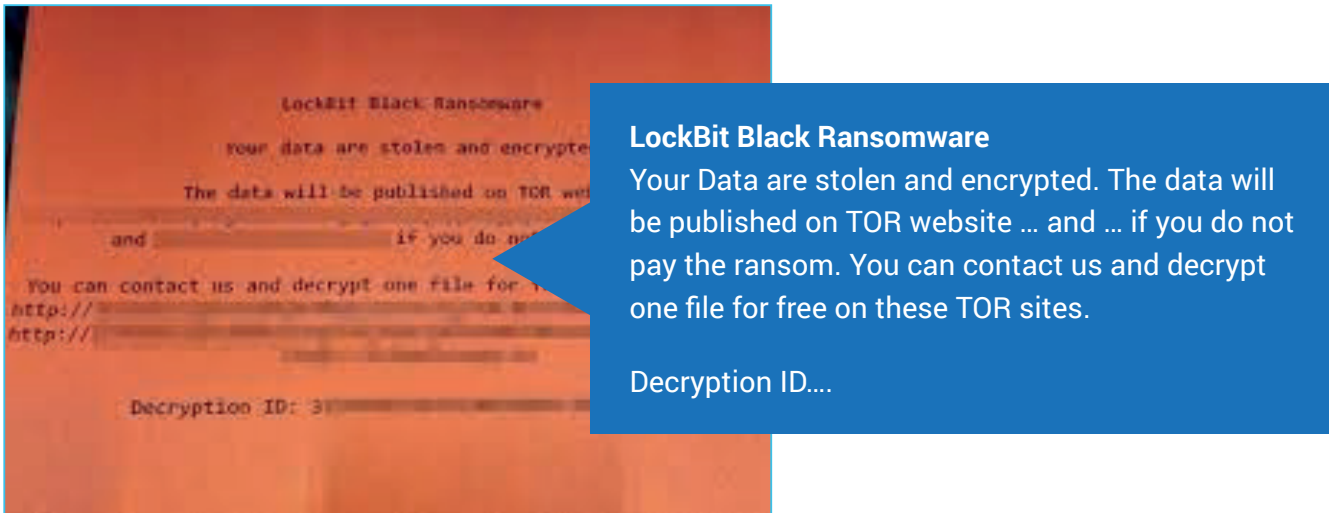 LockBit Black Ransomware
Your data are stolen and encrypte
The data will be published on TOR we
and if you do no
You can contact us and decrypt one file for
http://
http://
Decryption ID: 3
LockBit Black Ransomware
Your Data are stolen and encrypted. The data will
be published on TOR website … and … if you do not
pay the ransom. You can contact us and decrypt
one file for free on these TOR sites.
Decryption ID....